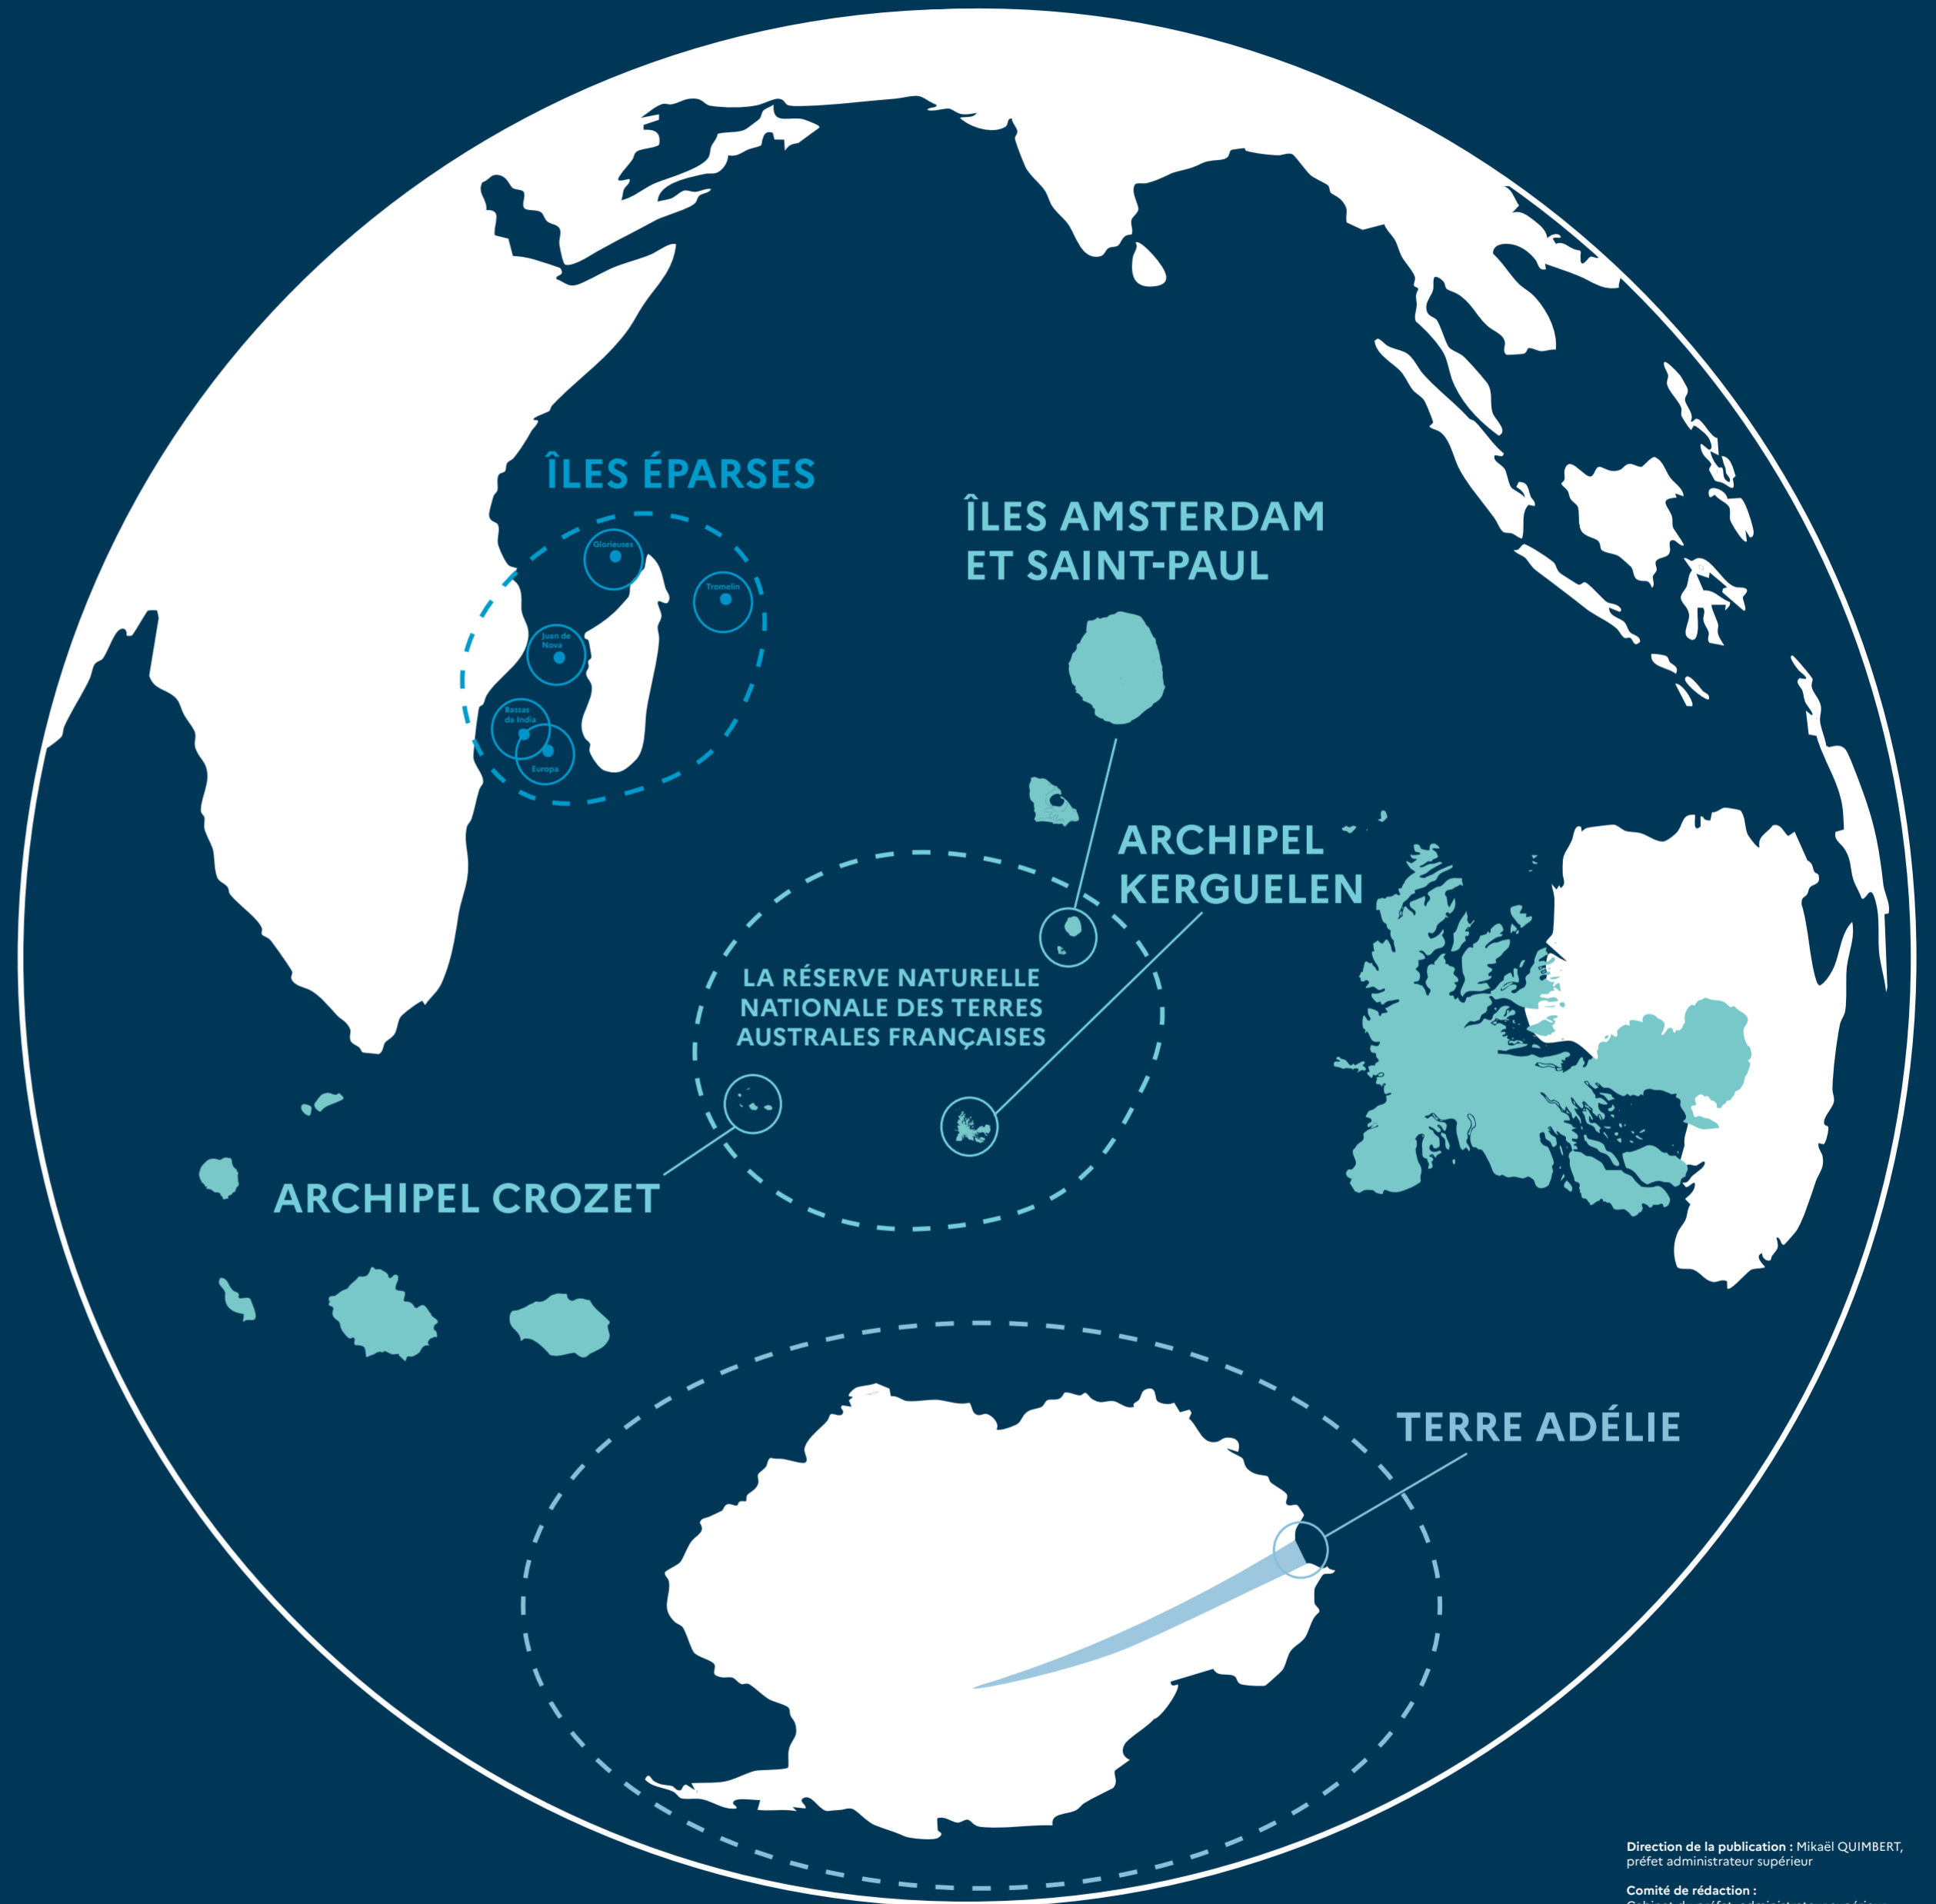 ÎLES ÉPARSES
Glorieuses
Tromelin
Juan de
Nova
Bassas
da India
Europa
ÎLES AMSTERDAM
ET SAINT-PAUL
ARCHIPEL
KERGUELEN
LA RÉSERVE NATURELLE
NATIONALE DES TERRES
AUSTRALES FRANÇAISES
ARCHIPEL CROZET
TERRE ADÉLIE
Direction de la publication : Mikaël QUIMBERT,
préfet administrateur supérieur
Comité de rédaction :